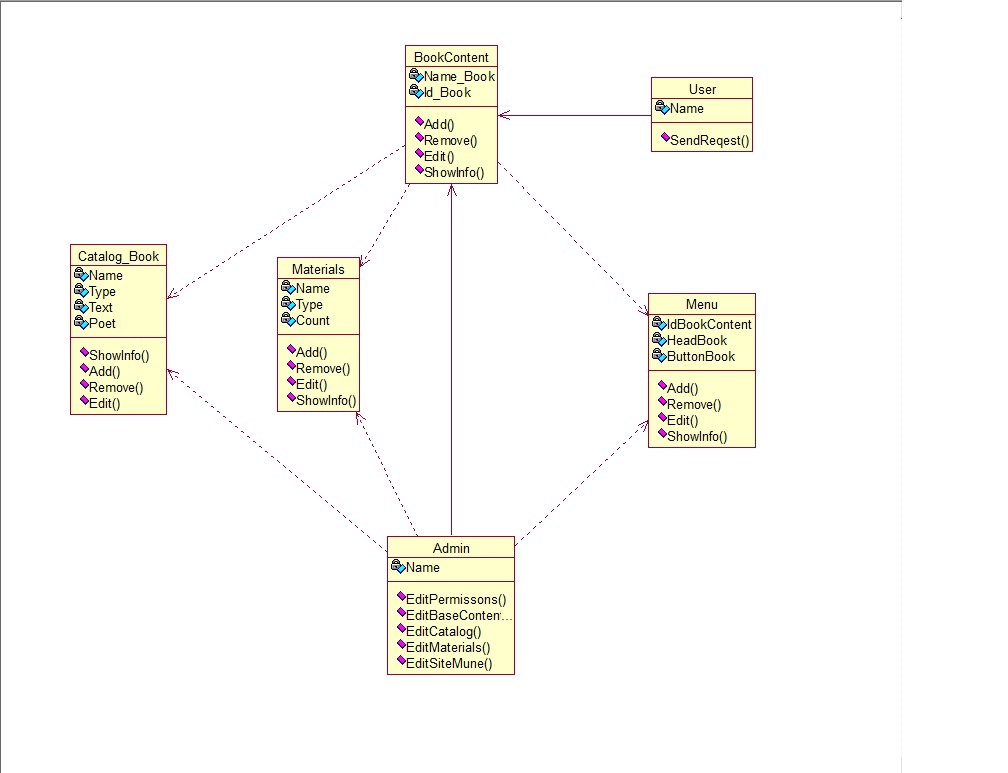 BookContent
Name_Book
Id_Book
Add()
Remove()
Edit()
ShowInfo()
User
Name
SendReqest()
Catalog_Book
Name
Type
Text
Poet
ShowInfo()
Add()
Remove()
Edit()
Materials
Name
Type
Count
Add()
Remove()
Edit()
ShowInfo()
Menu
IdBookContent
HeadBook
ButtonBook
Add()
Remove()
Edit()
ShowInfo()
Admin
Name
EditPermissons()
EditBaseConten...
EditCatalog()
EditMaterials()
EditSiteMune()